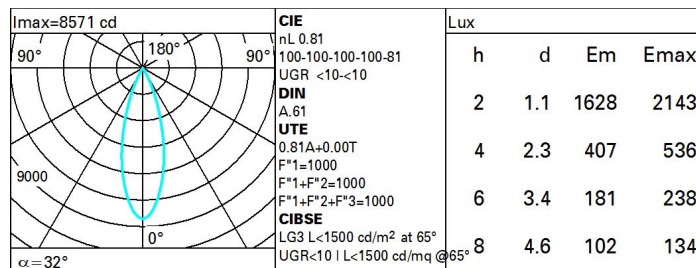 Imax=8571 cd
90° 180° 90°
9000
0°
α=32°
CIE
nL 0.81
100-100-100-100-81
UGR <10-<10
DIN
A.61
UTE
0.81A+0.00T
F"1=1000
F"1+F"2=1000
F"1+F"2+F"3=1000
CIBSE
LG3 L<1500 cd/m² at 65°
UGR<10 | L<1500 cd/mq @65°
Lux
h d Em Emax
2 1.1 1628 2143
4 2.3 407 536
6 3.4 181 238
8 4.6 102 134